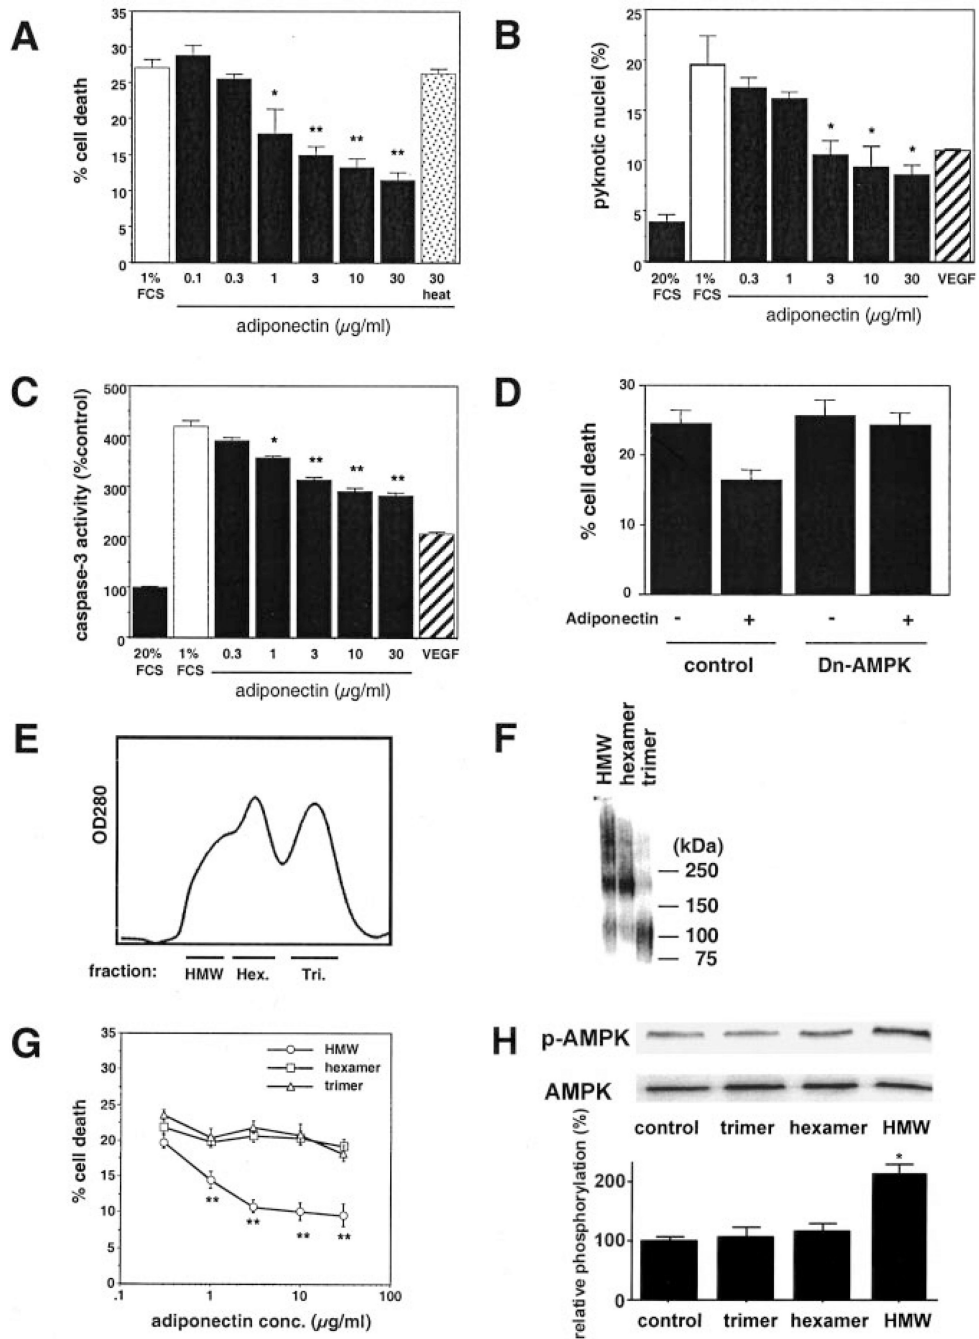 A
% cell death
35
30
25
20
15
10
5
0
*
**
**
**
1% FCS
0.1
0.3
1
3
10
30
30 heat
adiponectin (µg/ml)
B
pyknotic nuclei (%)
25
20
15
10
5
0
*
*
*
20% FCS
1% FCS
0.3
1
3
10
30
VEGF
adiponectin (µg/ml)
C
caspase-3 activity (%control)
500
400
300
200
100
0
*
**
**
**
20% FCS
1% FCS
0.3
1
3
10
30
VEGF
adiponectin (µg/ml)
D
% cell death
30
20
10
0
Adiponectin - + - +
control
Dn-AMPK
E
OD280
fraction: HMW Hex. Tri.
F
HMW
hexamer
trimer
(kDa)
250
150
100
75
G
% cell death
35
30
25
20
15
10
5
0
HMW
hexamer
trimer
**
**
**
**
.1 1 10 100
adiponectin conc. (µg/ml)
H
p-AMPK
AMPK
control trimer hexamer HMW
relative phosphorylation (%)
200
100
0
*
control trimer hexamer HMW